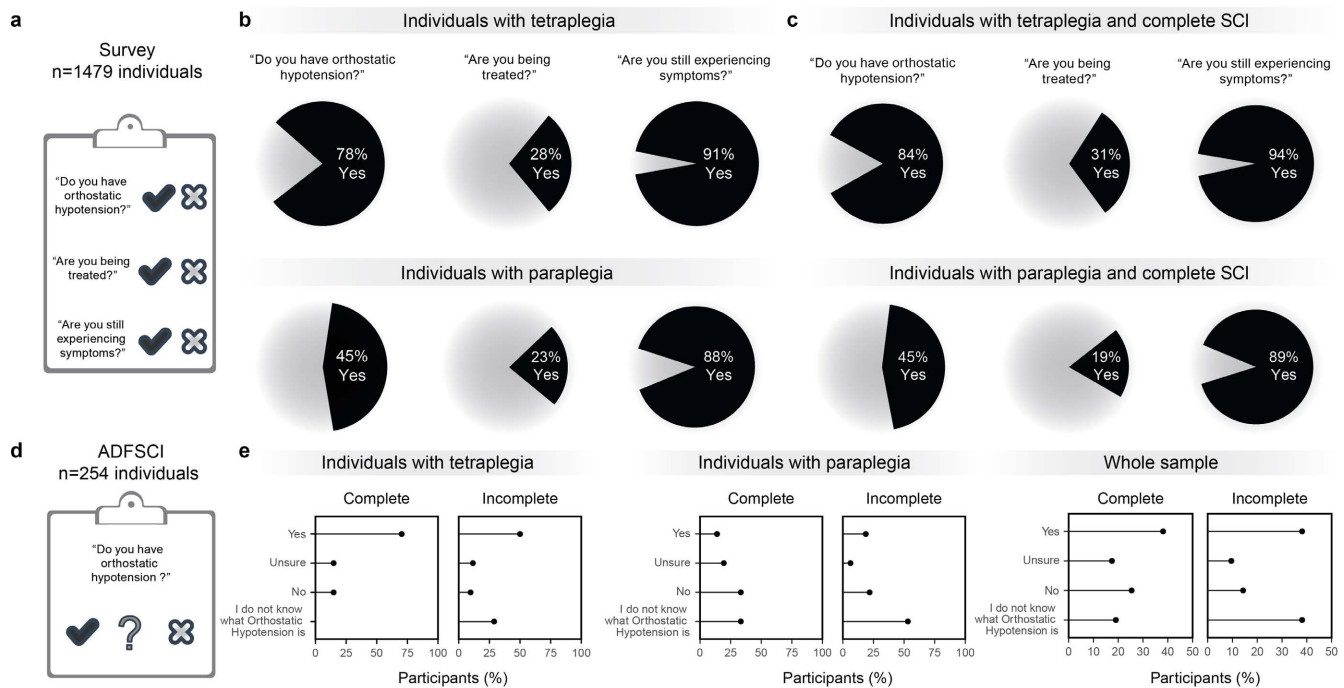 a
Survey
n=1479 individuals
“Do you have
orthostatic
hypotension?”
“Are you being
treated?”
“Are you still
experiencing
symptoms?”
b
Individuals with tetraplegia
“Do you have orthostatic
hypotension?”
“Are you being
treated?”
“Are you still experiencing
symptoms?”
78%
Yes
28%
Yes
91%
Yes
Individuals with paraplegia
45%
Yes
23%
Yes
88%
Yes
c
Individuals with tetraplegia and complete SCI
“Do you have orthostatic
hypotension?”
“Are you being
treated?”
“Are you still experiencing
symptoms?”
84%
Yes
31%
Yes
94%
Yes
Individuals with paraplegia and complete SCI
45%
Yes
19%
Yes
89%
Yes
d
ADFSCI
n=254 individuals
“Do you have
orthostatic
hypotension ?”
?
e
Individuals with tetraplegia
Complete
Incomplete
Yes
Unsure
No
I do not know
what Orthostatic
Hypotension is
0 25 50 75 100
0 25 50 75 100
Participants (%)
Individuals with paraplegia
Complete
Incomplete
Yes
Unsure
No
I do not know
what Orthostatic
Hypotension is
0 25 50 75 100
0 25 50 75 100
Participants (%)
Whole sample
Complete
Incomplete
Yes
Unsure
No
I do not know
what Orthostatic
Hypotension is
0 10 20 30 40 50
0 10 20 30 40 50
Participants (%)